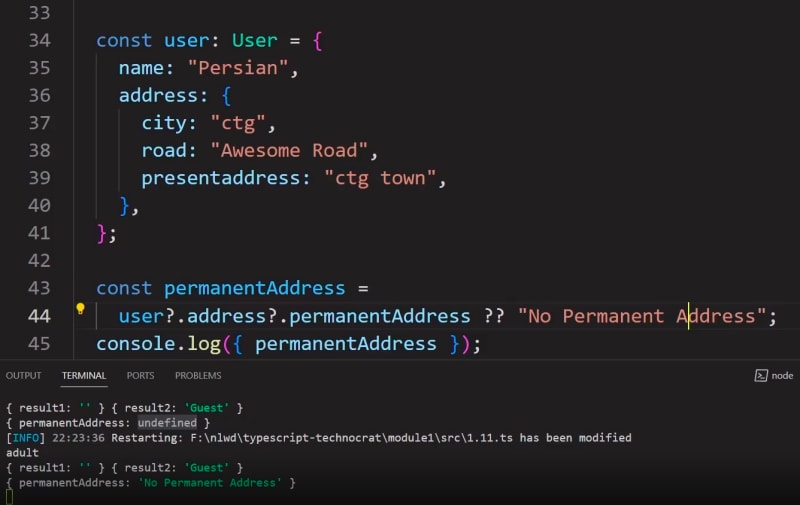 33
34 const user: User = {
35 name: "Persian",
36 address: {
37 city: "ctg",
38 road: "Awesome Road",
39 presentaddress: "ctg town",
40 },
41 };
42
43 const permanentAddress =
44 user?.address?.permanentAddress ?? "No Permanent Address";
45 console.log({ permanentAddress });
OUTPUT TERMINAL PORTS PROBLEMS node
{ result1: '' } { result2: 'Guest' }
{ permanentAddress: undefined }
[INFO] 22:23:36 Restarting: F:\nlwd\typescript-technocrat\module1\src\1.11.ts has been modified
adult
{ result1: '' } { result2: 'Guest' }
{ permanentAddress: 'No Permanent Address' }